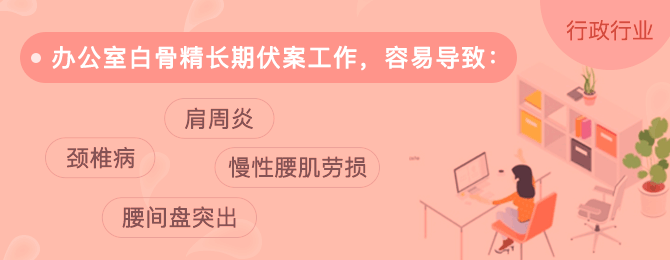 行政行业
办公室白骨精长期伏案工作，容易导致：
肩周炎
颈椎病
慢性腰肌劳损
腰间盘突出